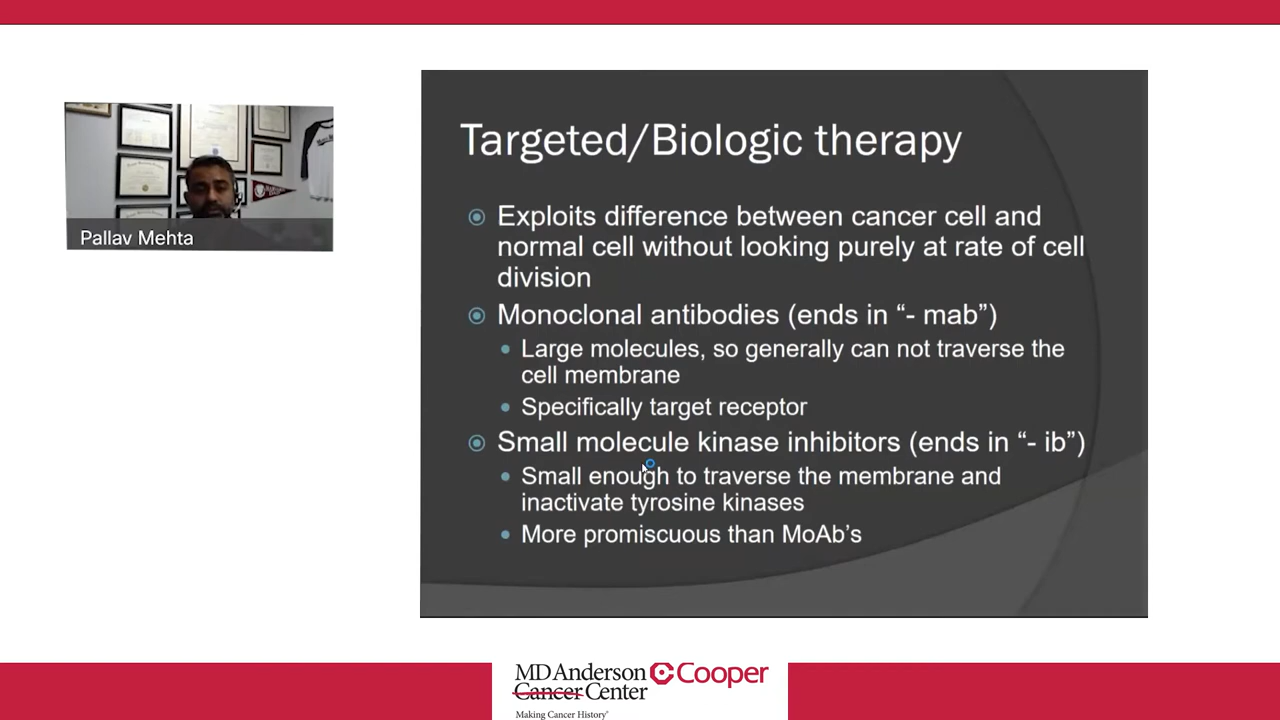 Pallav Mehta
Targeted/Biologic therapy
Exploits difference between cancer cell and
normal cell without looking purely at rate of cell
division
Monoclonal antibodies (ends in “- mab”)
Large molecules, so generally can not traverse the
cell membrane
Specifically target receptor
Small molecule kinase inhibitors (ends in “- ib”)
Small enough to traverse the membrane and
inactivate tyrosine kinases
More promiscuous than MoAb’s
MD Anderson Cooper
Cancer Center
Making Cancer History®